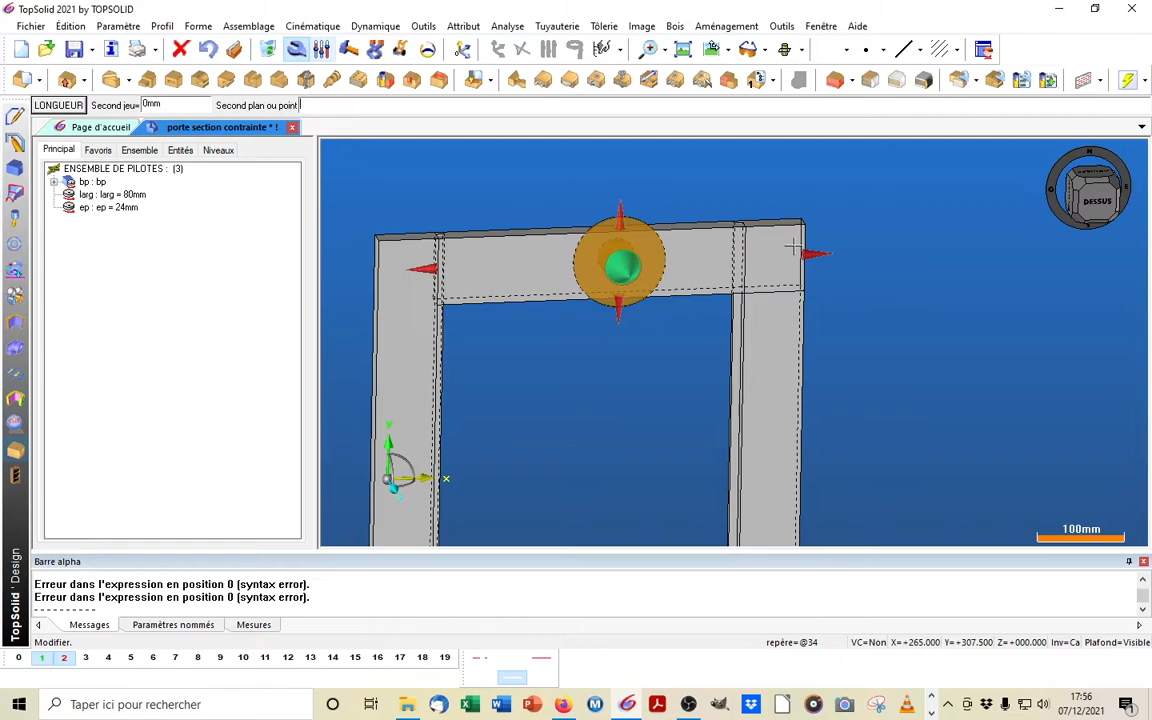 TopSolid 2021 by TOPSOLID
Fichier Edition Paramètre Profil Forme Assemblage Cinématique Dynamique Outils Attribut Analyse Tuyauterie Tôlerie Image Bois Aménagement Outils Fenêtre Aide
LONGUEUR Second jeu= 0mm Second plan ou point
Page d'accueil porte section contrainte * !
Principal Favoris Ensemble Entités Niveaux
ENSEMBLE DE PILOTES : (3)
bp : bp
larg : larg = 80mm
ep : ep = 24mm
N
O E
DESSUS
Y
x
100mm
TopSolid ' Design
Barre alpha
Erreur dans l'expression en position 0 (syntax error).
Erreur dans l'expression en position 0 (syntax error).
----------
Messages Paramètres nommés Mesures
Modifier. repère=@34 VC=Non X=+265.000 Y=+307.500 Z=+000.000 Inv=Ca Plafond=Visible
0 1 2 3 4 5 6 7 8 9 10 11 12 13 14 15 16 17 18 19
Taper ici pour rechercher
17:56
07/12/2021